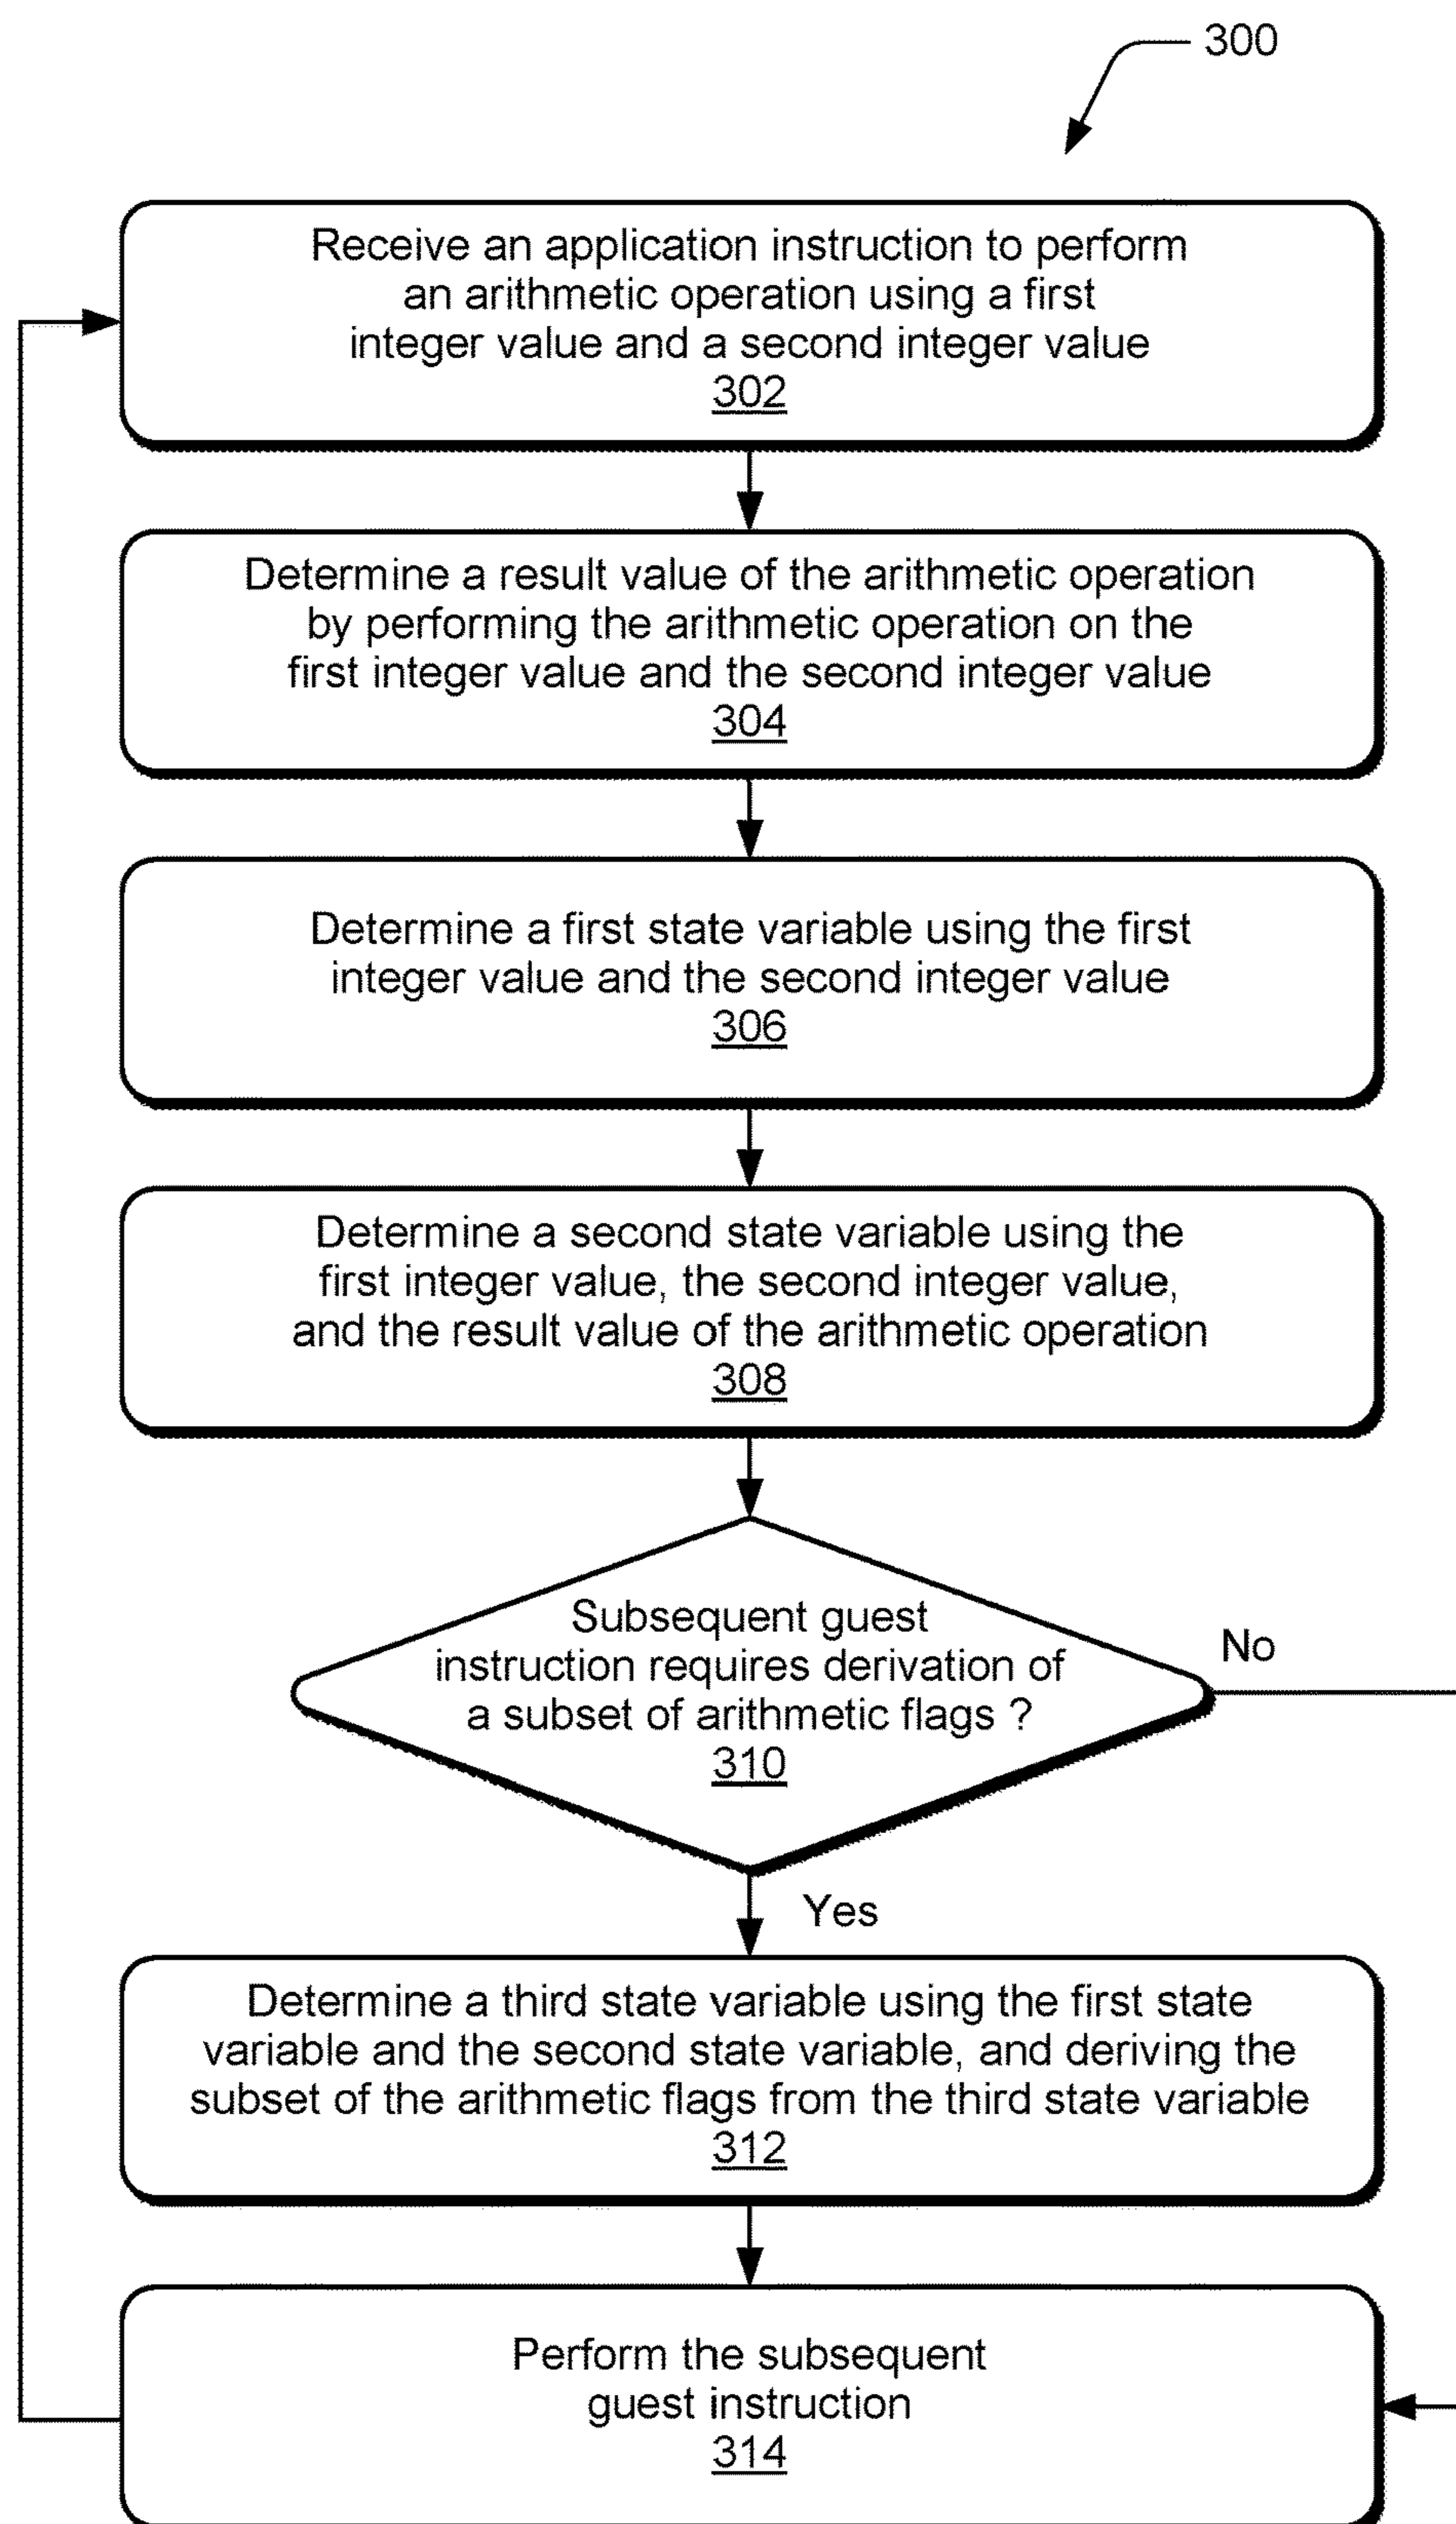 300
Receive an application instruction to perform
an arithmetic operation using a first
integer value and a second integer value
302
Determine a result value of the arithmetic operation
by performing the arithmetic operation on the
first integer value and the second integer value
304
Determine a first state variable using the first
integer value and the second integer value
306
Determine a second state variable using the
first integer value, the second integer value,
and the result value of the arithmetic operation
308
Subsequent guest
instruction requires derivation of
a subset of arithmetic flags ?
310
No
Yes
Determine a third state variable using the first state
variable and the second state variable, and deriving the
subset of the arithmetic flags from the third state variable
312
Perform the subsequent
guest instruction
314